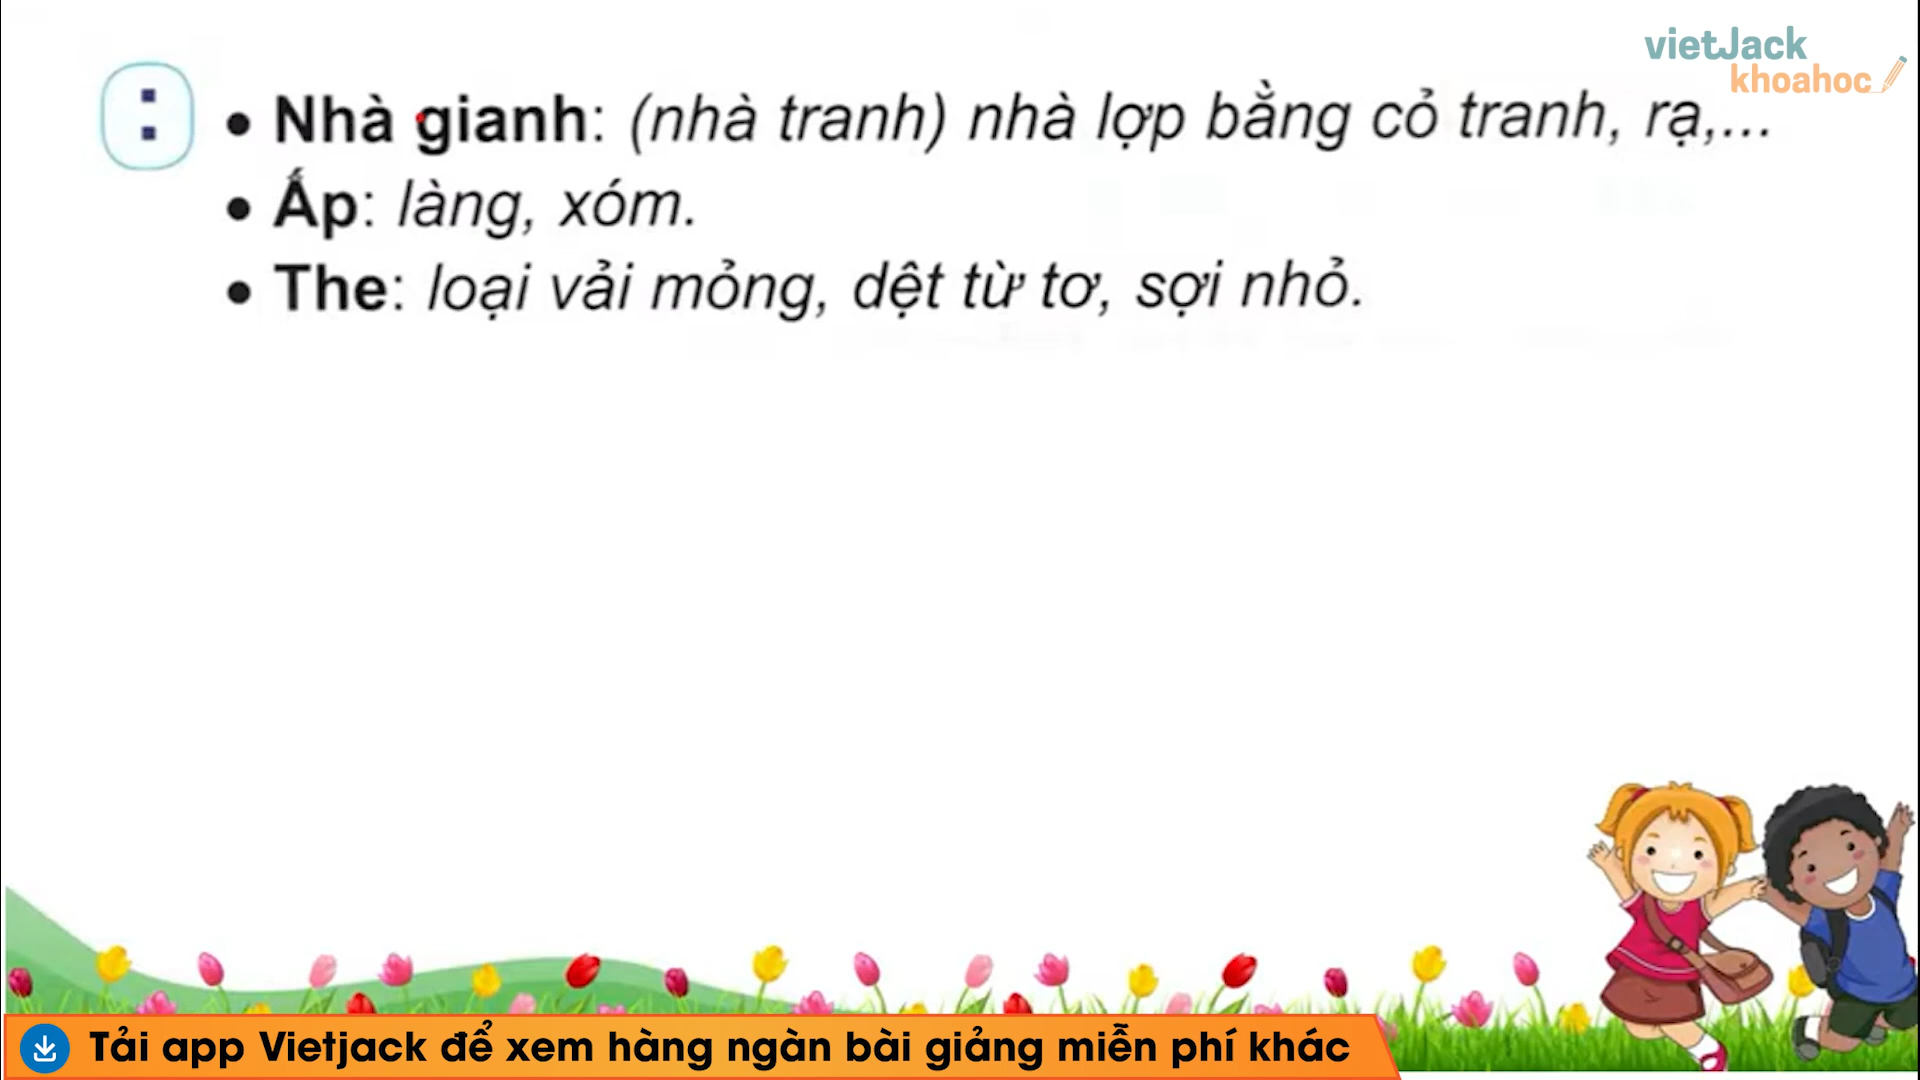 vietJack
khoahoc
:
• Nhà gianh: (nhà tranh) nhà lợp bằng cỏ tranh, rạ,...
• Ấp: làng, xóm.
• The: loại vải mỏng, dệt từ tơ, sợi nhỏ.
Tải app Vietjack để xem hàng ngàn bài giảng miễn phí khác